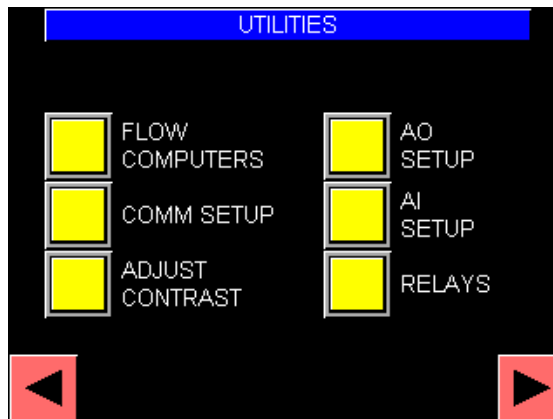 UTILITIES
FLOW
COMPUTERS
AO
SETUP
COMM SETUP
AI
SETUP
ADJUST
CONTRAST
RELAYS